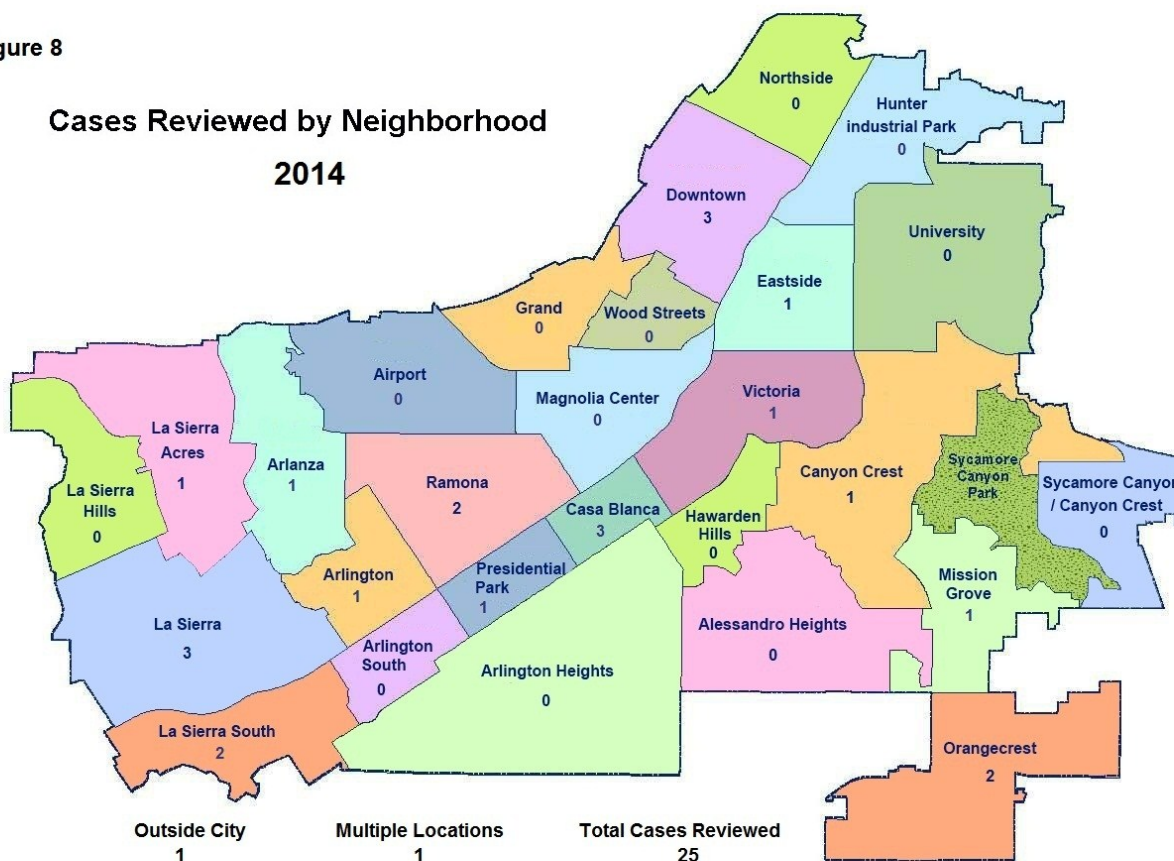 gure 8
Cases Reviewed by Neighborhood
2014
Northside
0
Hunter
industrial Park
0
Downtown
3
University
0
Eastside
1
Grand
0
Wood Streets
0
Airport
0
Magnolia Center
0
Victoria
1
La Sierra
Acres
1
Arlanza
1
La Sierra
Hills
0
Ramona
2
Casa Blanca
3
Canyon Crest
1
Sycamore
Canyon
Park
Sycamore Canyon
/ Canyon Crest
0
Hawarden
Hills
0
Arlington
1
Presidential
Park
1
Mission
Grove
1
La Sierra
3
Arlington
South
0
Arlington Heights
0
Alessandro Heights
0
La Sierra South
2
Orangecrest
2
Outside City
1
Multiple Locations
1
Total Cases Reviewed
25